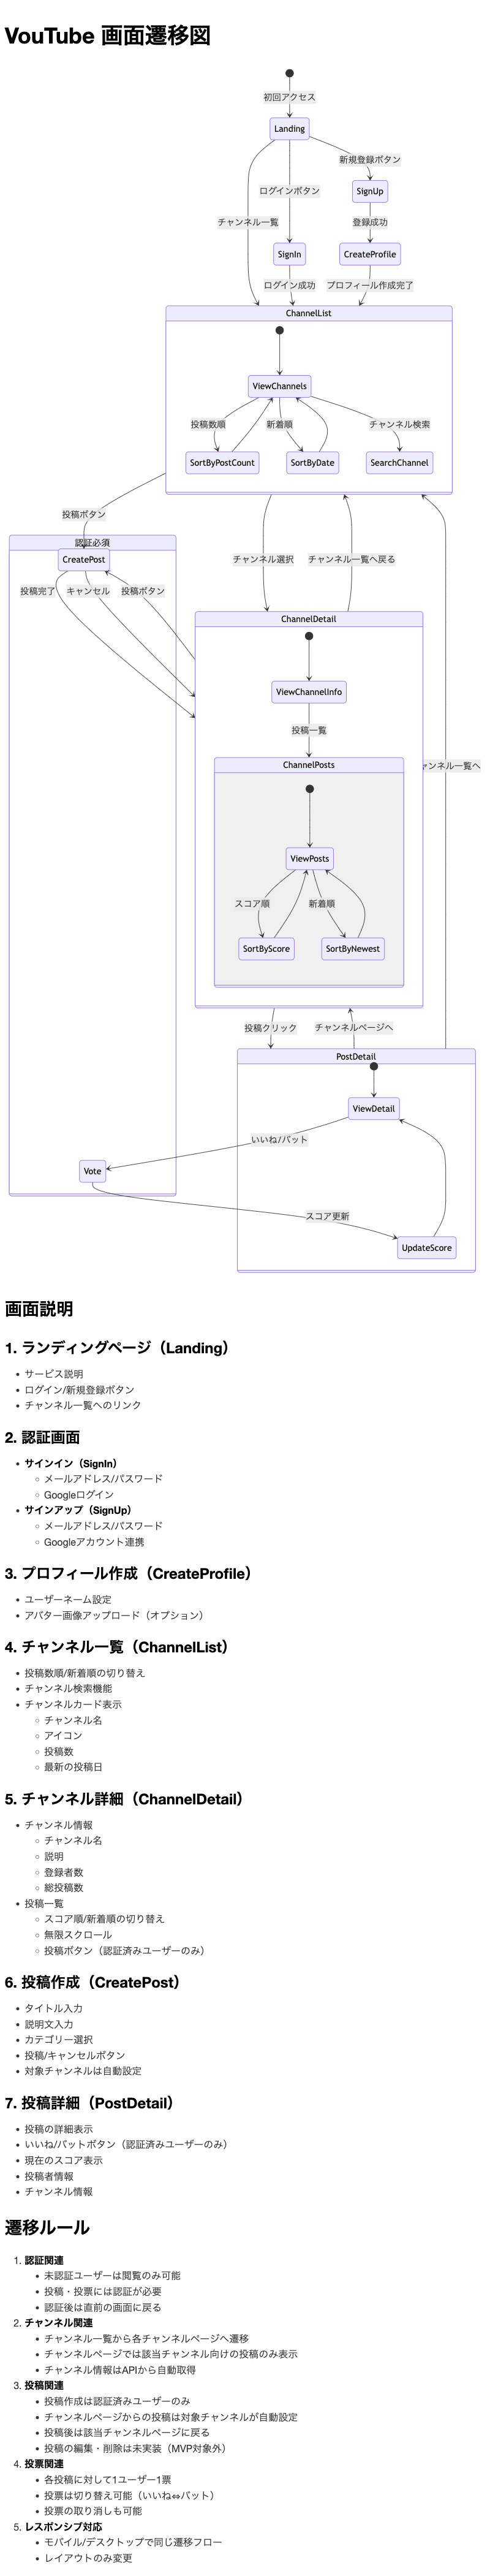 VouTube 画面遷移図
初回アクセス
Landing
新規登録ボタン
SignUp
ログインボタン
チャンネル一覧
登録成功
SignIn
CreateProfile
ログイン成功
プロフィール作成完了
ChannelList
ViewChannels
投稿数順
新着順
チャンネル検索
SortByPostCount
SortByDate
SearchChannel
投稿ボタン
認証必須
CreatePost
チャンネル選択
チャンネル一覧へ戻る
投稿完了
キャンセル
投稿ボタン
ChannelDetail
ViewChannelInfo
投稿一覧
ChannelPosts
ャンネル一覧へ
ViewPosts
スコア順
新着順
SortByScore
SortByNewest
投稿クリック
チャンネルページへ
PostDetail
ViewDetail
いいね/バット
Vote
スコア更新
UpdateScore
画面説明
1. ランディングページ（Landing）
• サービス説明
• ログイン/新規登録ボタン
• チャンネル一覧へのリンク
2. 認証画面
• サインイン（SignIn）
◦ メールアドレス/パスワード
◦ Googleログイン
• サインアップ（SignUp）
◦ メールアドレス/パスワード
◦ Googleアカウント連携
3. プロフィール作成（CreateProfile）
• ユーザーネーム設定
• アバター画像アップロード（オプション）
4. チャンネル一覧（ChannelList）
• 投稿数順/新着順の切り替え
• チャンネル検索機能
• チャンネルカード表示
◦ チャンネル名
◦ アイコン
◦ 投稿数
◦ 最新の投稿日
5. チャンネル詳細（ChannelDetail）
• チャンネル情報
◦ チャンネル名
◦ 説明
◦ 登録者数
◦ 総投稿数
• 投稿一覧
◦ スコア順/新着順の切り替え
◦ 無限スクロール
◦ 投稿ボタン（認証済みユーザーのみ）
6. 投稿作成（CreatePost）
• タイトル入力
• 説明文入力
• カテゴリー選択
• 投稿/キャンセルボタン
• 対象チャンネルは自動設定
7. 投稿詳細（PostDetail）
• 投稿の詳細表示
• いいね/バットボタン（認証済みユーザーのみ）
• 現在のスコア表示
• 投稿者情報
• チャンネル情報
遷移ルール
1. 認証関連
• 未認証ユーザーは閲覧のみ可能
• 投稿・投票には認証が必要
• 認証後は直前の画面に戻る
2. チャンネル関連
• チャンネル一覧から各チャンネルページへ遷移
• チャンネルページでは該当チャンネル向けの投稿のみ表示
• チャンネル情報はAPIから自動取得
3. 投稿関連
• 投稿作成は認証済みユーザーのみ
• チャンネルページからの投稿は対象チャンネルが自動設定
• 投稿後は該当チャンネルページに戻る
• 投稿の編集・削除は未実装（MVP対象外）
4. 投票関連
• 各投稿に対して1ユーザー1票
• 投票は切り替え可能（いいね⇔バット）
• 投票の取り消しも可能
5. レスポンシブ対応
• モバイル/デスクトップで同じ遷移フロー
• レイアウトのみ変更